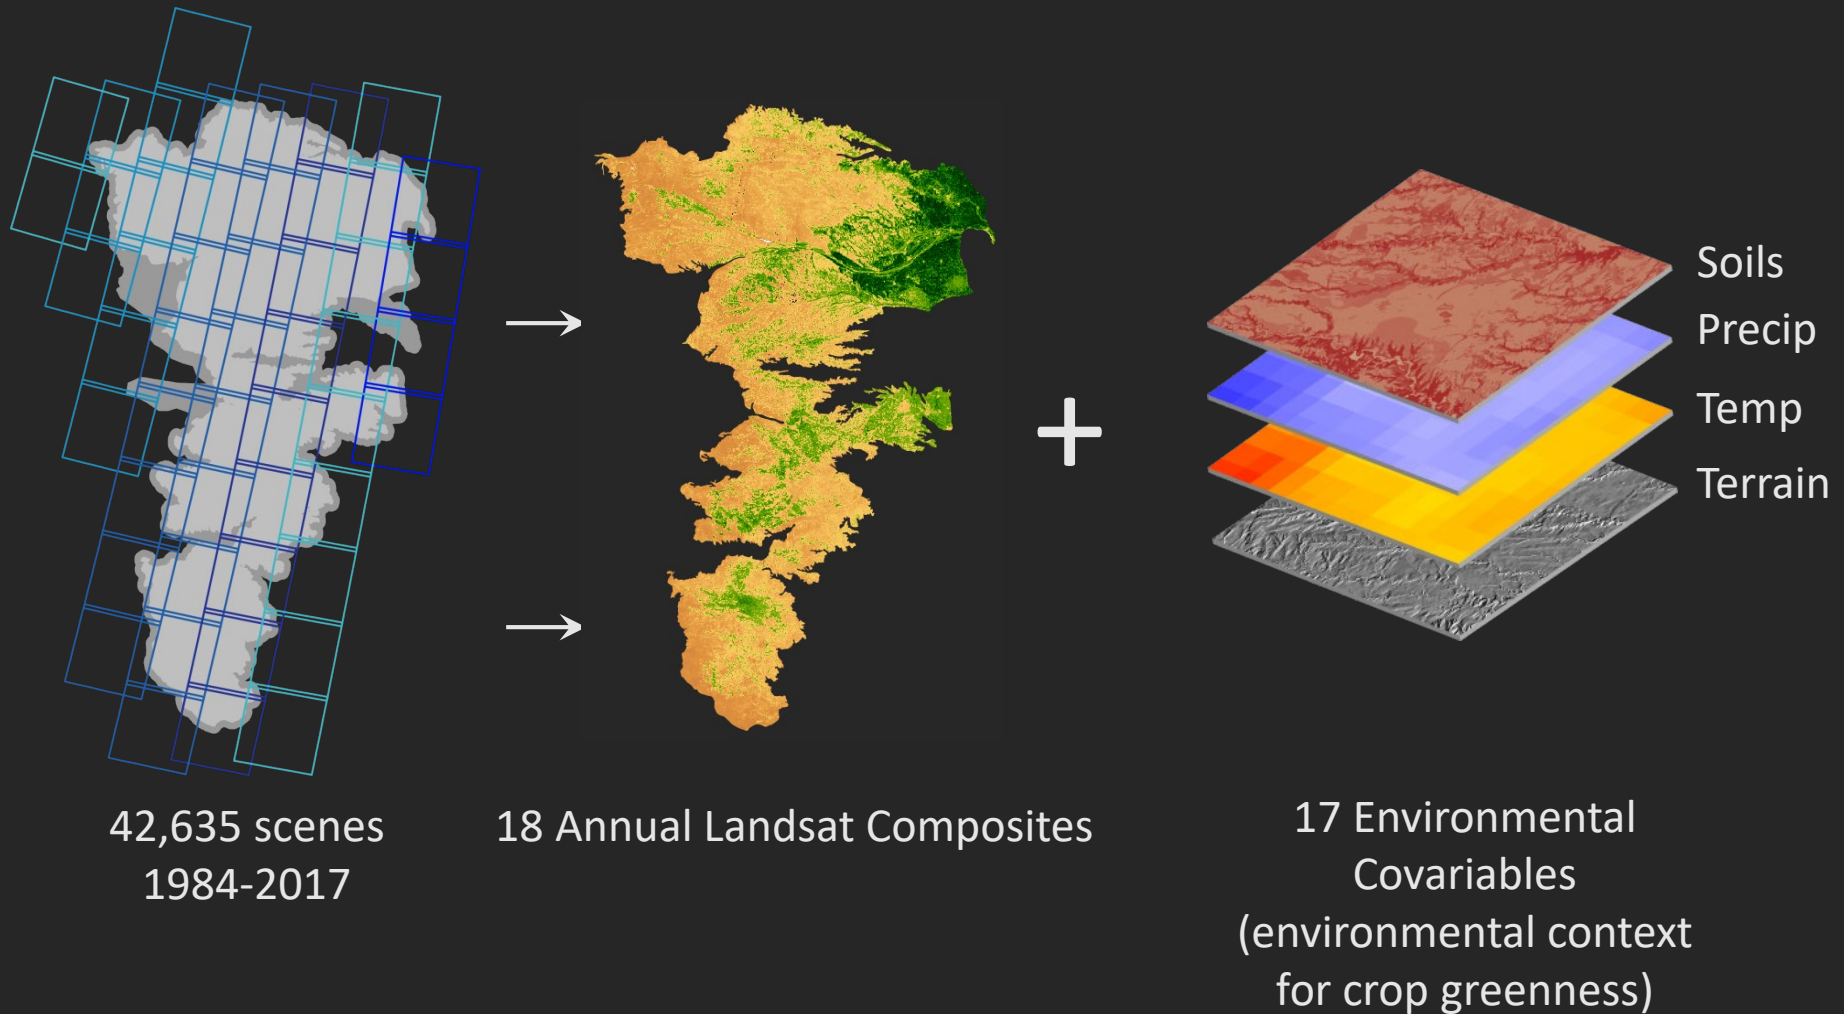 Soils
Precip
Temp
Terrain
42,635 scenes
1984-2017
18 Annual Landsat Composites
17 Environmental
Covariables
(environmental context
for crop greenness)